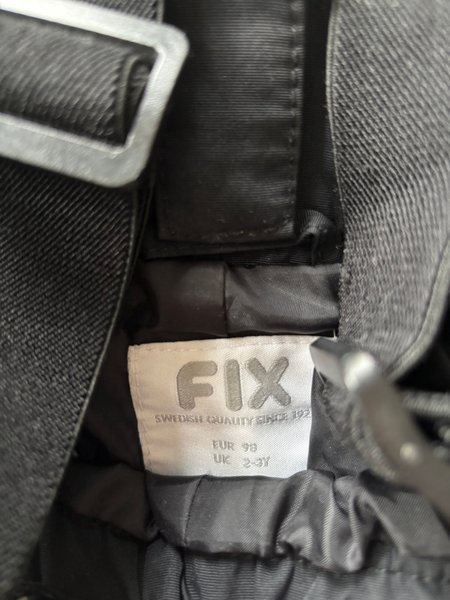 FIX
SWEDISH QUALITY SINCE 192
EUR 98
UK 2-3Y